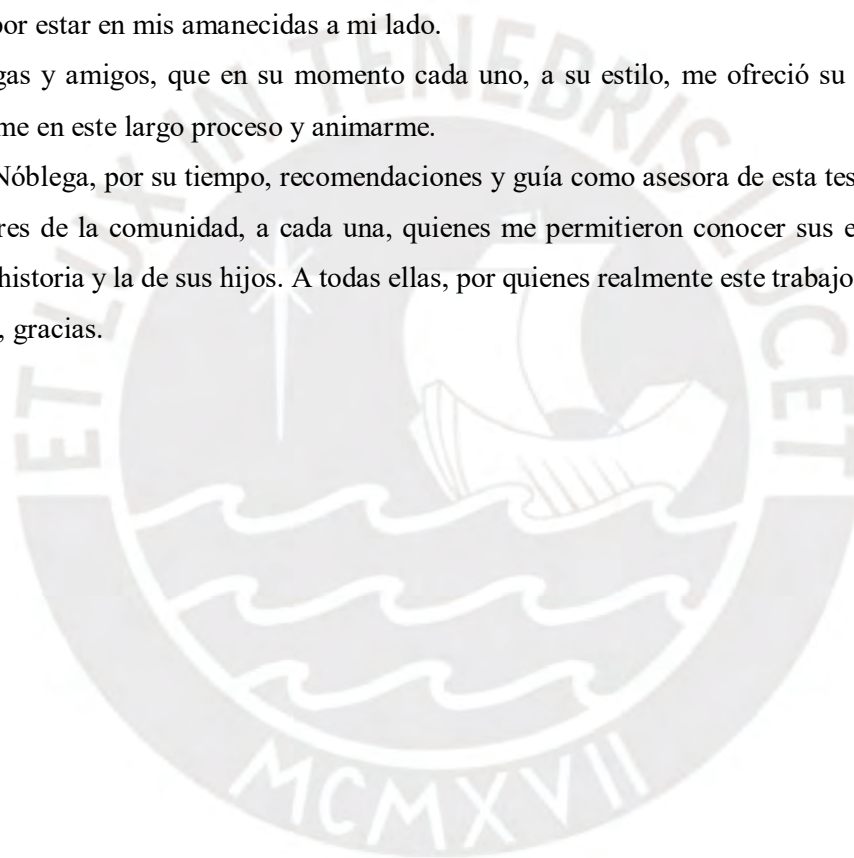 por estar en mis amanecidas a mi lado.
gas y amigos, que en su momento cada uno, a su estilo, me ofreció su
me en este largo proceso y animarme.
Nóblega, por su tiempo, recomendaciones y guía como asesora de esta tes
res de la comunidad, a cada una, quienes me permitieron conocer sus e
historia y la de sus hijos. A todas ellas, por quienes realmente este trabajo
, gracias.
ET LUX IN TENEBRIS LUCET
MCMXVII